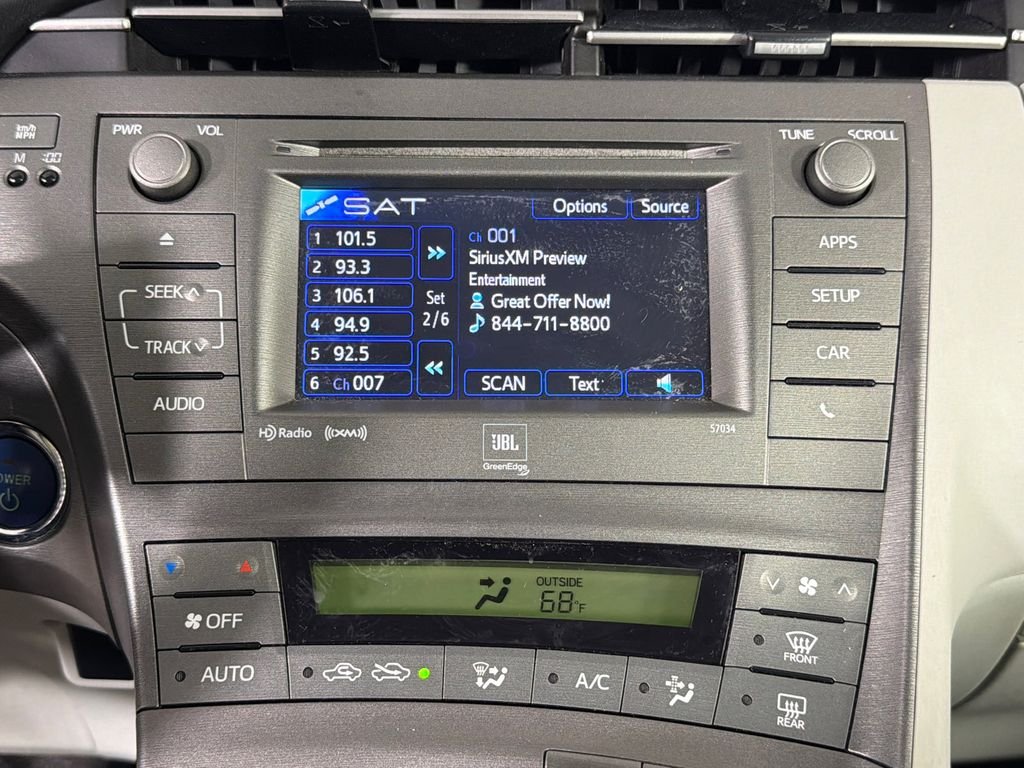 km/h
MPH
M :00
PWR VOL
TUNE SCROLL
SAT
Options Source
1 101.5
2 93.3
3 106.1
4 94.9
5 92.5
6 Ch 007
Set
2/6
Ch 001
SiriusXM Preview
Entertainment
Great Offer Now!
844-711-8800
SCAN Text
SEEK
TRACK
AUDIO
APPS
SETUP
CAR
HD Radio ((XM))
JBL
GreenEdge
57034
POWER
OUTSIDE
68°F
OFF
AUTO
A/C
FRONT
REAR